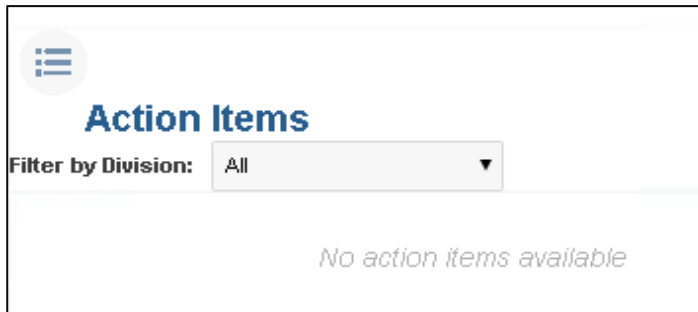 Action Items
Filter by Division: All
No action items available